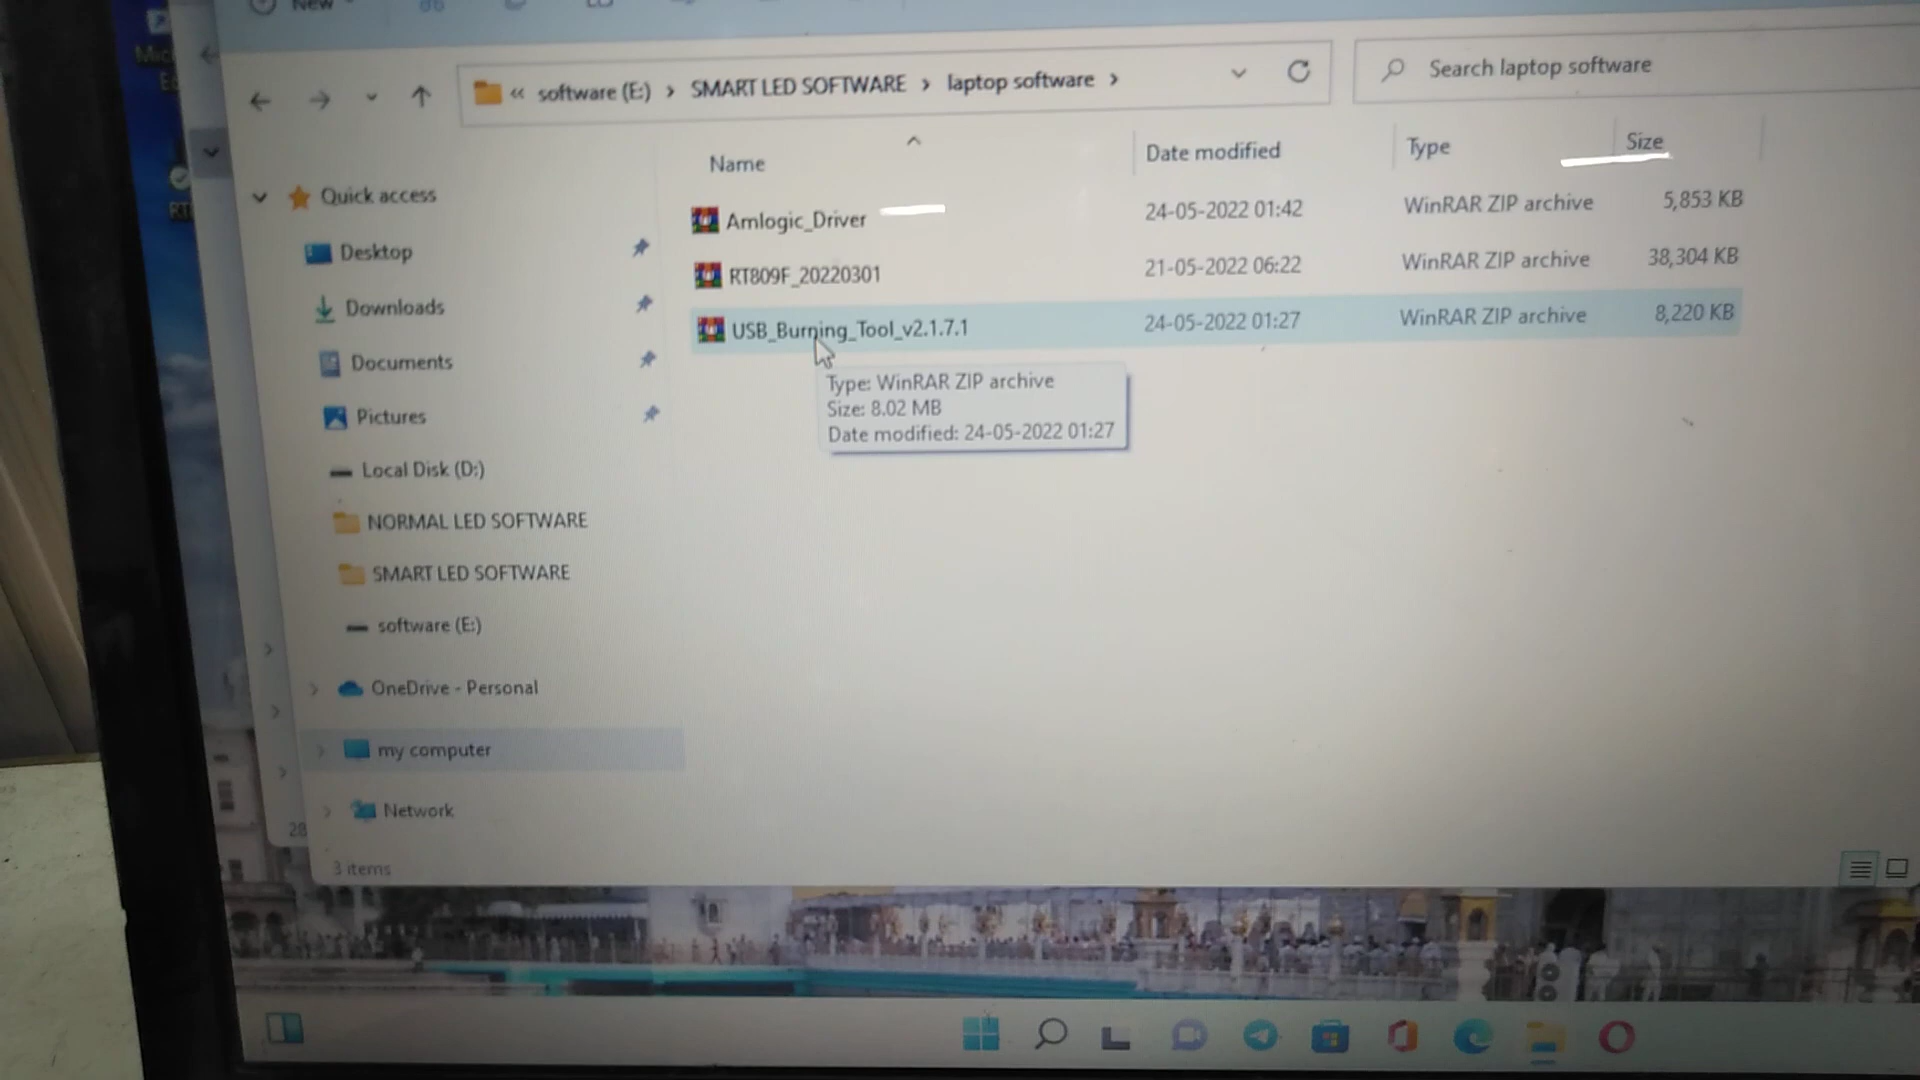 New
software (E:) > SMART LED SOFTWARE > laptop software >
Search laptop software
Name
Date modified
Type
Size
Quick access
Desktop
Downloads
Documents
Pictures
Local Disk (D:)
NORMAL LED SOFTWARE
SMART LED SOFTWARE
software (E:)
OneDrive - Personal
my computer
Network
Amlogic_Driver 24-05-2022 01:42 WinRAR ZIP archive 5,853 KB
RT809F_20220301 21-05-2022 06:22 WinRAR ZIP archive 38,304 KB
USB_Burning_Tool_v2.1.7.1 24-05-2022 01:27 WinRAR ZIP archive 8,220 KB
Type: WinRAR ZIP archive
Size: 8.02 MB
Date modified: 24-05-2022 01:27
28
3 items